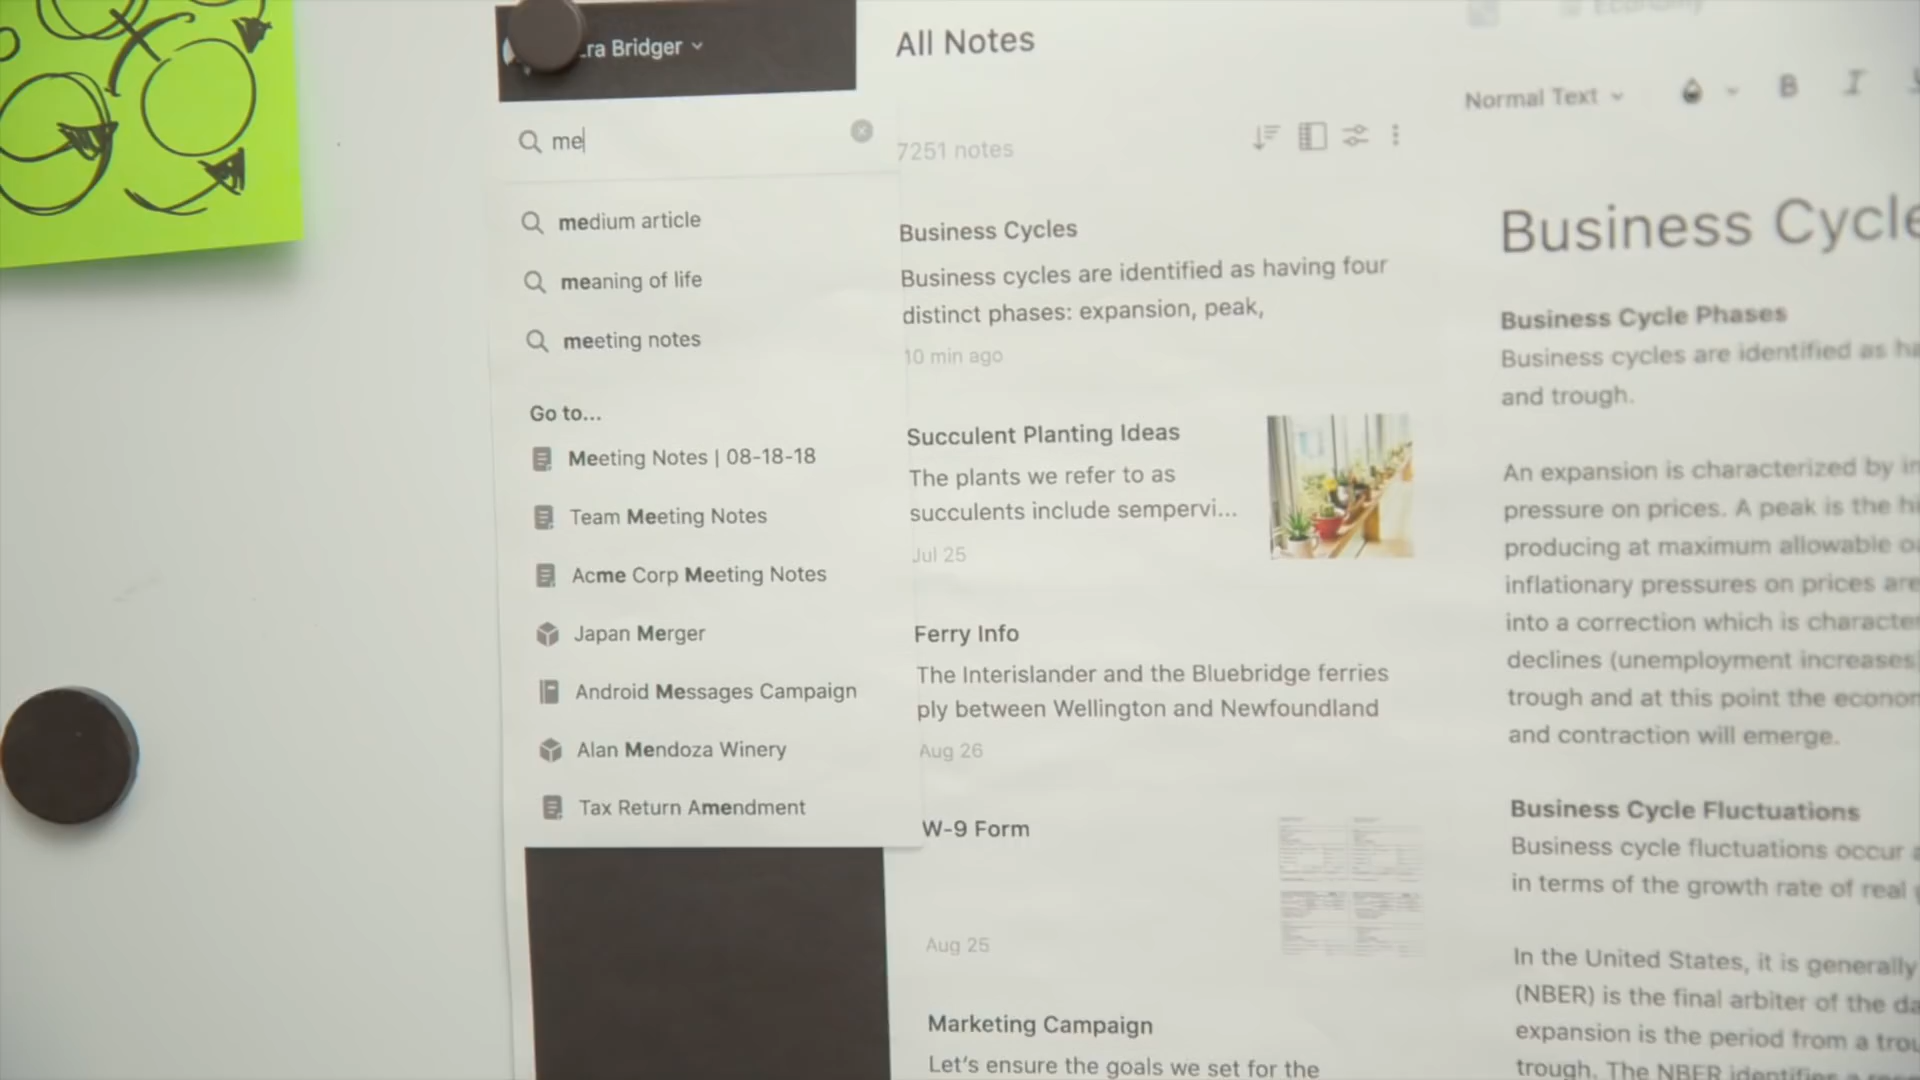 ra Bridger
me
medium article
meaning of life
meeting notes
Go to...
Meeting Notes | 08-18-18
Team Meeting Notes
Acme Corp Meeting Notes
Japan Merger
Android Messages Campaign
Alan Mendoza Winery
Tax Return Amendment
All Notes
7251 notes
Business Cycles
Business cycles are identified as having four
distinct phases: expansion, peak,
10 min ago
Succulent Planting Ideas
The plants we refer to as
succulents include sempervi...
Jul 25
Ferry Info
The Interislander and the Bluebridge ferries
ply between Wellington and Newfoundland
Aug 26
W-9 Form
Aug 25
Marketing Campaign
Let's ensure the goals we set for the
Economy
Normal Text
B I
Business Cycle
Business Cycle Phases
Business cycles are identified as ha
and trough.
An expansion is characterized by in
pressure on prices. A peak is the hi
producing at maximum allowable o
inflationary pressures on prices are
into a correction which is character
declines (unemployment increases)
trough and at this point the econom
and contraction will emerge.
Business Cycle Fluctuations
Business cycle fluctuations occur a
in terms of the growth rate of real
In the United States, it is generally
(NBER) is the final arbiter of the da
expansion is the period from a trou
trough. The NBER identifies a